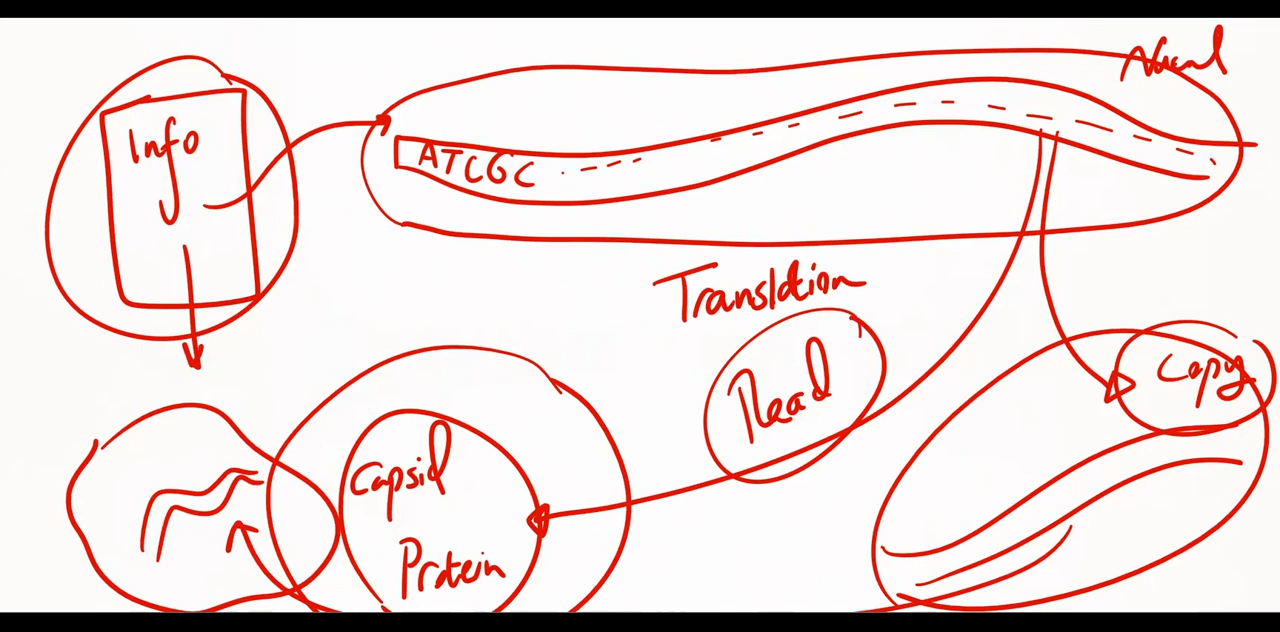 Info
ATCGC
Translation
Read
Copy
Capsid
Protein